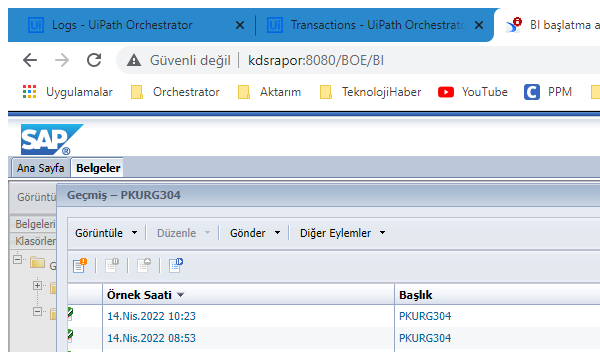 Logs - UiPath Orchestrator
Transactions - UiPath Orchestrator
BI başlatma a
Güvenli değil
kdsrapor:8080/BOE/BI
Uygulamalar
Orchestrator
Aktarım
TeknolojiHaber
YouTube
PPM
SAP
Ana Sayfa
Belgeler
Görüntü
Geçmiş – PKURG304
Belgeleri
Klasörler
G
Görüntüle
Düzenle
Gönder
Diğer Eylemler
Örnek Saati
Başlık
14.Nis.2022 10:23
PKURG304
14.Nis.2022 08:53
PKURG304